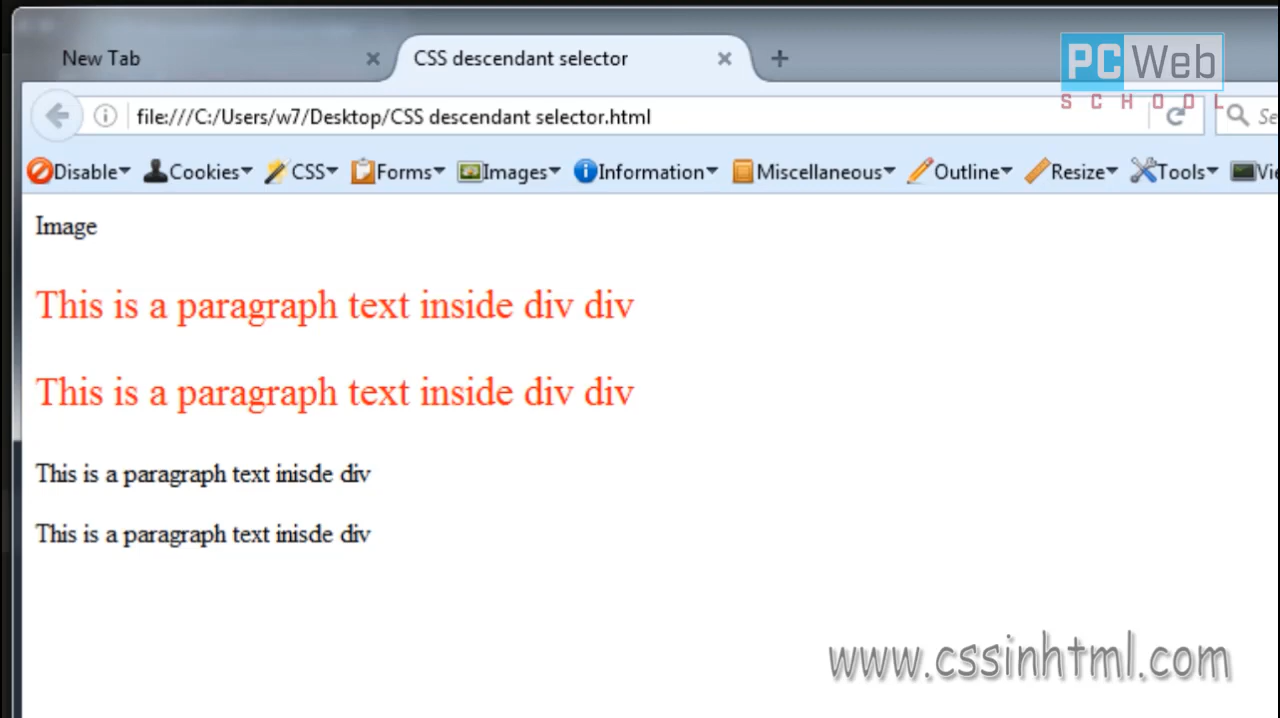 New Tab
CSS descendant selector
PC Web
SCHOOL
file:///C:/Users/w7/Desktop/CSS descendant selector.html
Disable Cookies CSS Forms Images Information Miscellaneous Outline Resize Tools
Image
This is a paragraph text inside div div
This is a paragraph text inside div div
This is a paragraph text inisde div
This is a paragraph text inisde div
www.cssinhtml.com